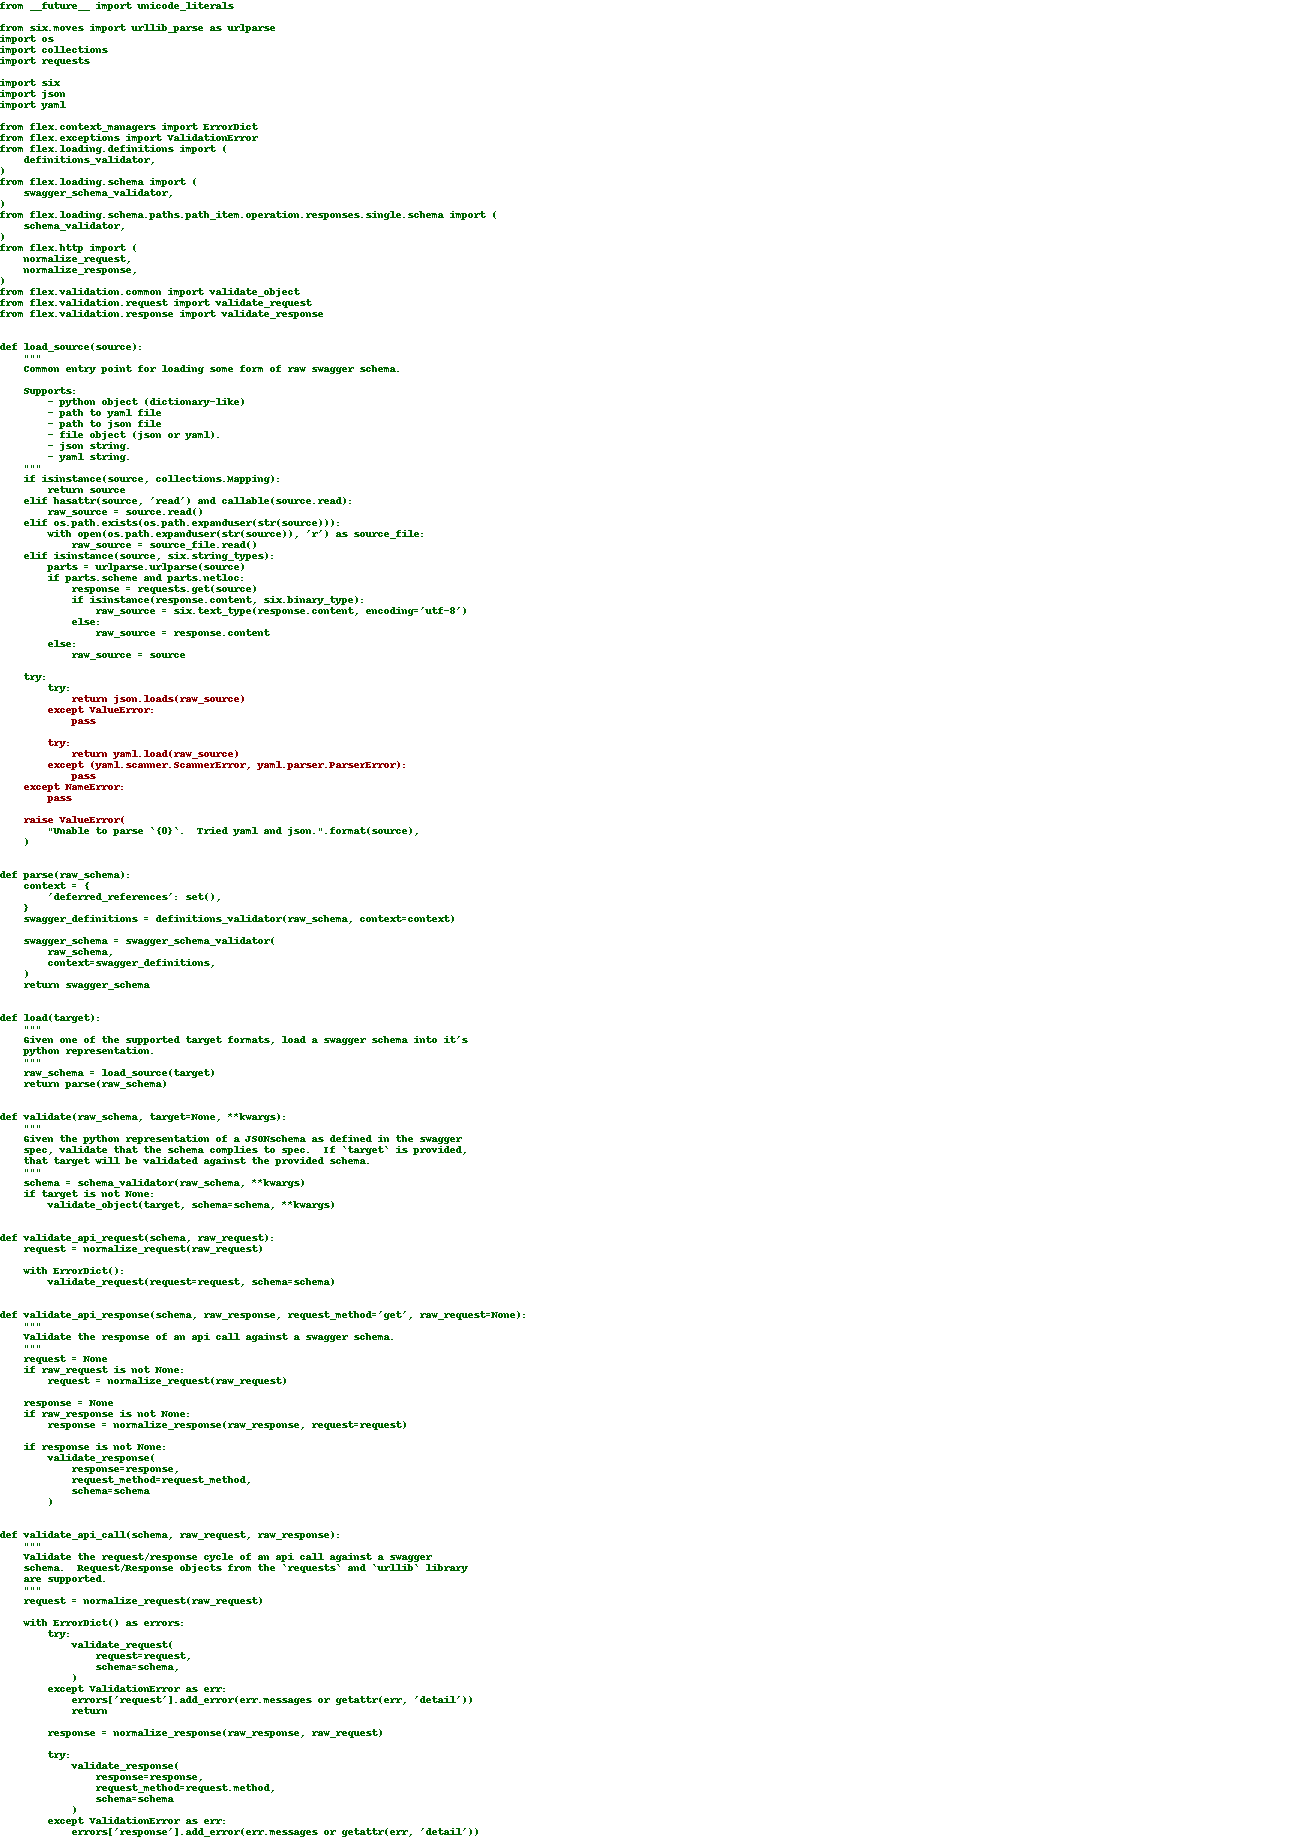 from __future__ import unicode_literals

from six.moves import urllib_parse as urlparse
import os
import collections
import requests

import six
import json
import yaml

from flex.context_managers import ErrorDict
from flex.exceptions import ValidationError
from flex.loading.definitions import (
    definitions_validator,
)
from flex.loading.schema import (
    swagger_schema_validator,
)
from flex.loading.schema.paths.path_item.operation.responses.single.schema import (
    schema_validator,
)
from flex.http import (
    normalize_request,
    normalize_response,
)
from flex.validation.common import validate_object
from flex.validation.request import validate_request
from flex.validation.response import validate_response


def load_source(source):
    """
    Common entry point for loading some form of raw swagger schema.

    Supports:
        - python object (dictionary-like)
        - path to yaml file
        - path to json file
        - file object (json or yaml).
        - json string.
        - yaml string.
    """
    if isinstance(source, collections.Mapping):
        return source
    elif hasattr(source, 'read') and callable(source.read):
        raw_source = source.read()
    elif os.path.exists(os.path.expanduser(str(source))):
        with open(os.path.expanduser(str(source)), 'r') as source_file:
            raw_source = source_file.read()
    elif isinstance(source, six.string_types):
        parts = urlparse.urlparse(source)
        if parts.scheme and parts.netloc:
            response = requests.get(source)
            if isinstance(response.content, six.binary_type):
                raw_source = six.text_type(response.content, encoding='utf-8')
            else:
                raw_source = response.content
        else:
            raw_source = source

    try:
        try:
            return json.loads(raw_source)
        except ValueError:
            pass

        try:
            return yaml.load(raw_source)
        except (yaml.scanner.ScannerError, yaml.parser.ParserError):
            pass
    except NameError:
        pass

    raise ValueError(
        "Unable to parse `{0}`.  Tried yaml and json.".format(source),
    )


def parse(raw_schema):
    context = {
        'deferred_references': set(),
    }
    swagger_definitions = definitions_validator(raw_schema, context=context)

    swagger_schema = swagger_schema_validator(
        raw_schema,
        context=swagger_definitions,
    )
    return swagger_schema


def load(target):
    """
    Given one of the supported target formats, load a swagger schema into it's
    python representation.
    """
    raw_schema = load_source(target)
    return parse(raw_schema)


def validate(raw_schema, target=None, **kwargs):
    """
    Given the python representation of a JSONschema as defined in the swagger
    spec, validate that the schema complies to spec.  If `target` is provided,
    that target will be validated against the provided schema.
    """
    schema = schema_validator(raw_schema, **kwargs)
    if target is not None:
        validate_object(target, schema=schema, **kwargs)


def validate_api_request(schema, raw_request):
    request = normalize_request(raw_request)

    with ErrorDict():
        validate_request(request=request, schema=schema)


def validate_api_response(schema, raw_response, request_method='get', raw_request=None):
    """
    Validate the response of an api call against a swagger schema.
    """
    request = None
    if raw_request is not None:
        request = normalize_request(raw_request)

    response = None
    if raw_response is not None:
        response = normalize_response(raw_response, request=request)

    if response is not None:
        validate_response(
            response=response,
            request_method=request_method,
            schema=schema
        )


def validate_api_call(schema, raw_request, raw_response):
    """
    Validate the request/response cycle of an api call against a swagger
    schema.  Request/Response objects from the `requests` and `urllib` library
    are supported.
    """
    request = normalize_request(raw_request)

    with ErrorDict() as errors:
        try:
            validate_request(
                request=request,
                schema=schema,
            )
        except ValidationError as err:
            errors['request'].add_error(err.messages or getattr(err, 'detail'))
            return

        response = normalize_response(raw_response, raw_request)

        try:
            validate_response(
                response=response,
                request_method=request.method,
                schema=schema
            )
        except ValidationError as err:
            errors['response'].add_error(err.messages or getattr(err, 'detail'))